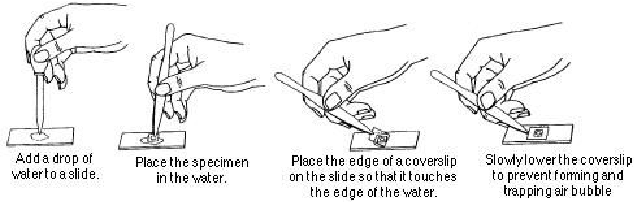 Add a drop of
water to a slide.
Place the specimen
in the water.
Place the edge of a coverslip
on the slide so that it touches
the edge of the water.
Slowly lower the coverslip
to prevent forming and
trapping air bubble